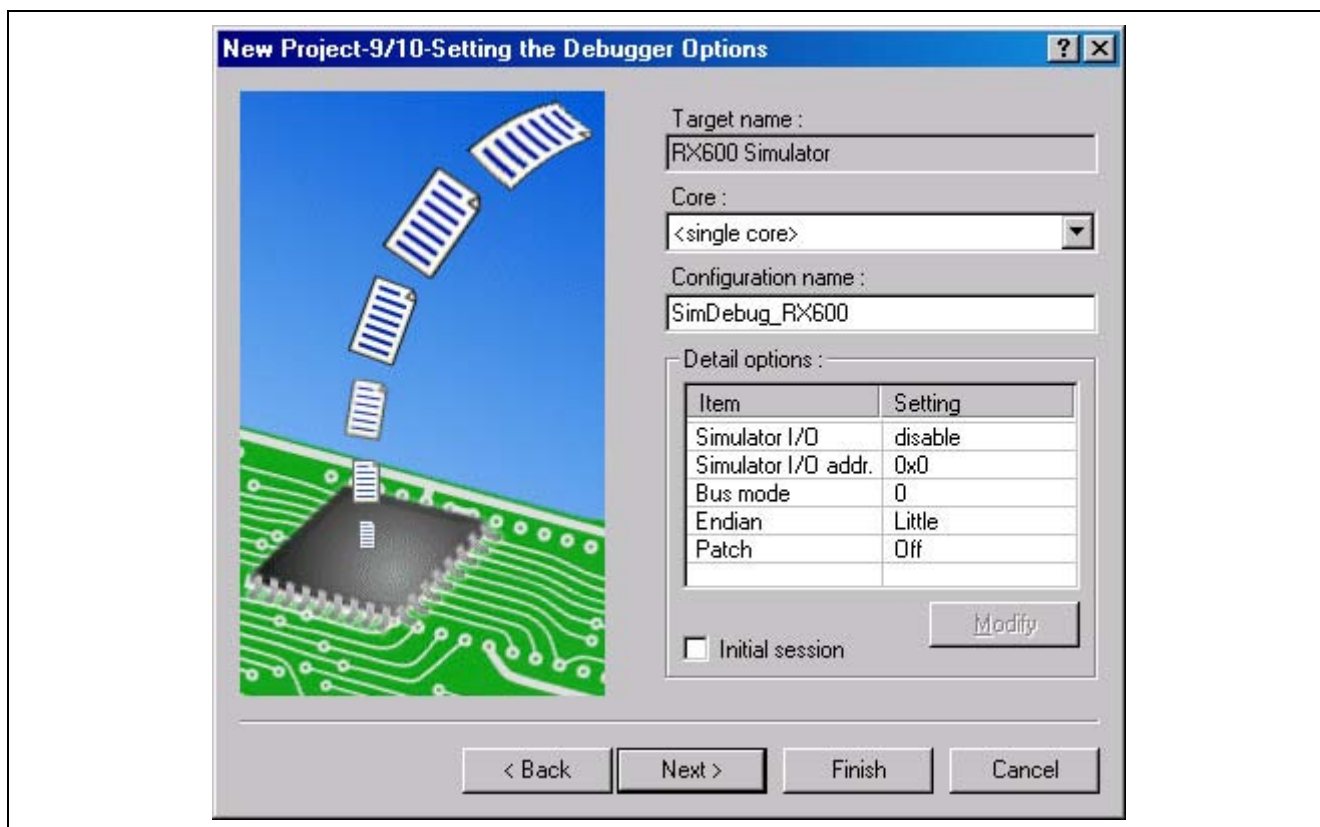 New Project-9/10-Setting the Debugger Options
Target name :
RX600 Simulator
Core :
<single core>
Configuration name :
SimDebug_RX600
Detail options :
Item Setting
Simulator I/O disable
Simulator I/O addr. 0x0
Bus mode 0
Endian Little
Patch Off
Modify
Initial session
< Back Next > Finish Cancel